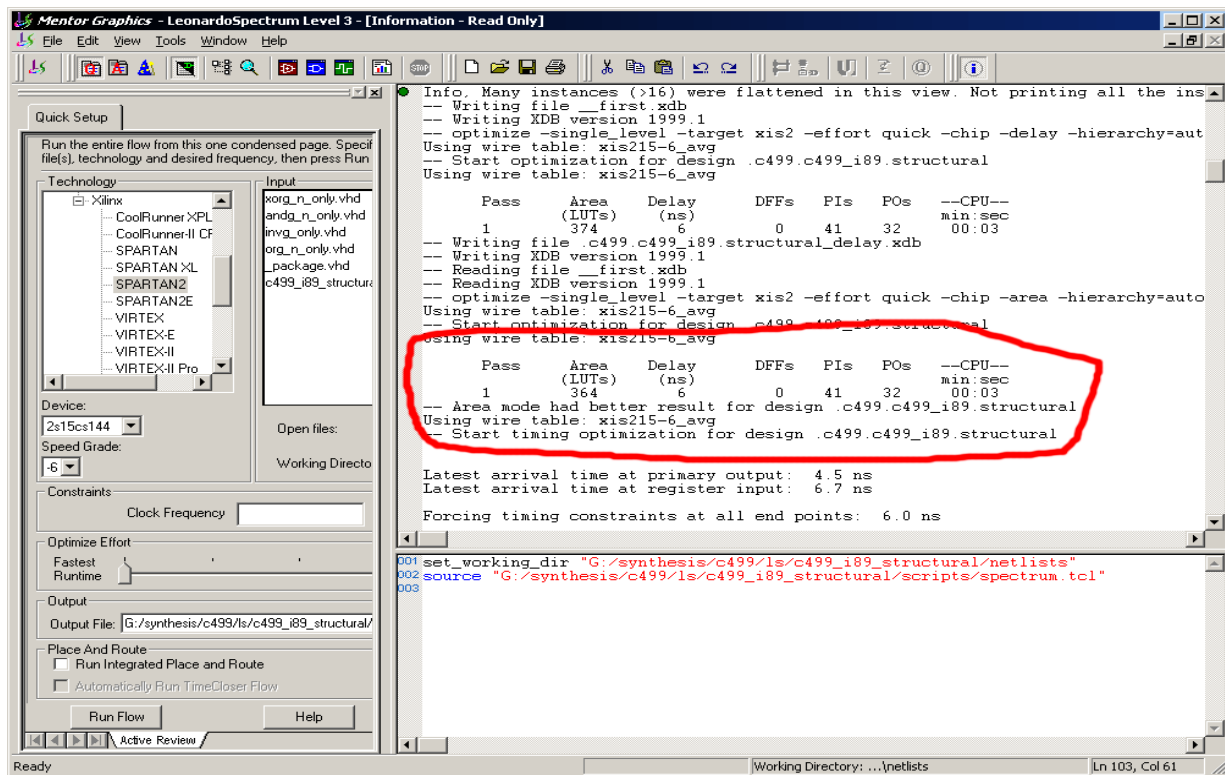 Mentor Graphics - LeonardoSpectrum Level 3 - [Information - Read Only]
File Edit View Tools Window Help
Quick Setup
Run the entire flow from this one condensed page. Specif
file(s), technology and desired frequency, then press Run
Technology
Xilinx
CoolRunner XPL
CoolRunner-II CF
SPARTAN
SPARTAN XL
SPARTAN2
SPARTAN2E
VIRTEX
VIRTEX-E
VIRTEX-II
VIRTEX-II Pro
Input
xorg_n_only.vhd
andg_n_only.vhd
invg_only.vhd
org_n_only.vhd
_package.vhd
c499_i89_structura
Device:
2s15cs144
Speed Grade:
-6
Open files:
Working Directo
Constraints
Clock Frequency
Optimize Effort
Fastest
Runtime
Output
Output File: G:/synthesis/c499/ls/c499_i89_structural/
Place And Route
Run Integrated Place and Route
Automatically Run TimeCloser Flow
Run Flow Help
Active Review
Info, Many instances (>16) were flattened in this view. Not printing all the ins
-- Writing file __first.xdb
-- Writing XDB version 1999.1
-- optimize -single_level -target xis2 -effort quick -chip -delay -hierarchy=aut
Using wire table: xis215-6_avg
-- Start optimization for design .c499.c499_i89.structural
Using wire table: xis215-6_avg
Pass Area Delay DFFs PIs POs --CPU--
(LUTs) (ns) min:sec
1 374 6 0 41 32 00:03
-- Writing file .c499.c499_i89.structural_delay.xdb
-- Writing XDB version 1999.1
-- Reading file __first.xdb
-- Reading XDB version 1999.1
-- optimize -single_level -target xis2 -effort quick -chip -area -hierarchy=auto
Using wire table: xis215-6_avg
-- Start optimization for design .c499.c499_i89.structural
Using wire table: xis215-6_avg
Pass Area Delay DFFs PIs POs --CPU--
(LUTs) (ns) min:sec
1 364 6 0 41 32 00:03
-- Area mode had better result for design .c499.c499_i89.structural
Using wire table: xis215-6_avg
-- Start timing optimization for design .c499.c499_i89.structural
Latest arrival time at primary output: 4.5 ns
Latest arrival time at register input: 6.7 ns
Forcing timing constraints at all end points: 6.0 ns
001 set_working_dir "G:/synthesis/c499/ls/c499_i89_structural/netlists"
002 source "G:/synthesis/c499/ls/c499_i89_structural/scripts/spectrum.tcl"
003
Ready
Working Directory: ...\netlists
Ln 103, Col 61